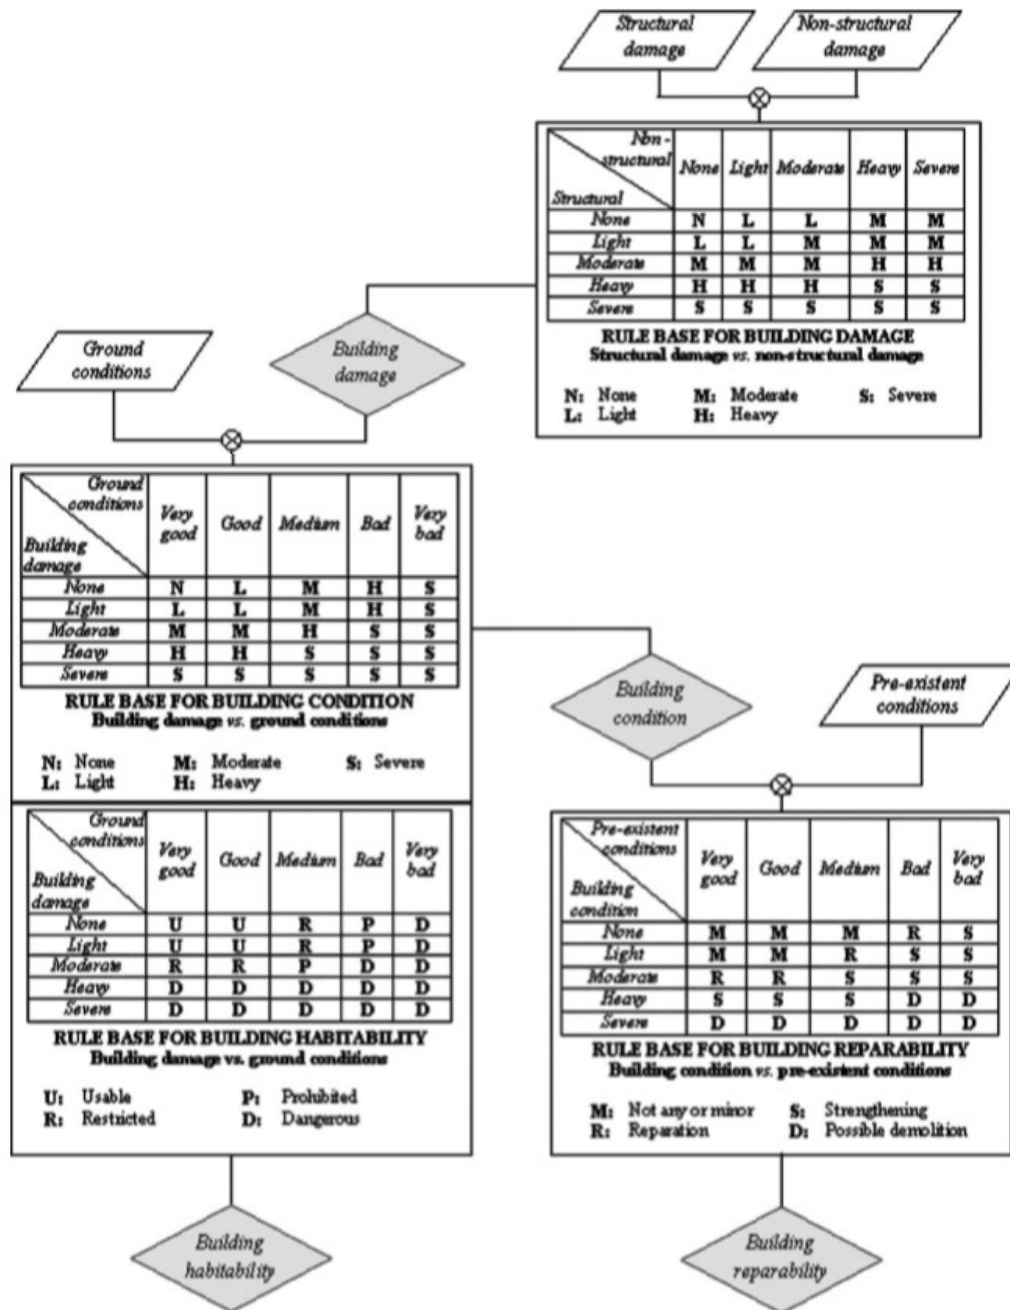 Structural
damage
Non-structural
damage
Non-
structural
Structural
None Light Moderate Heavy Severe
None N L L M M
Light L L M M M
Moderate M M M H H
Heavy H H H S S
Severe S S S S S
RULE BASE FOR BUILDING DAMAGE
Structural damage vs. non-structural damage
N: None M: Moderate S: Severe
L: Light H: Heavy
Ground
conditions
Building
damage
Ground
conditions
Building
damage
Very
good
Good
Medium
Bad
Very
bad
None N L M H S
Light L L M H S
Moderate M M H S S
Heavy H H S S S
Severe S S S S S
RULE BASE FOR BUILDING CONDITION
Building damage vs. ground conditions
N: None M: Moderate S: Severe
L: Light H: Heavy
Ground
conditions
Building
damage
Very
good
Good
Medium
Bad
Very
bad
None U U R P D
Light U U R P D
Moderate R R P D D
Heavy D D D D D
Severe D D D D D
RULE BASE FOR BUILDING HABITABILITY
Building damage vs. ground conditions
U: Usable P: Prohibited
R: Restricted D: Dangerous
Building
habitability
Building
condition
Pre-existent
conditions
Pre-existent
conditions
Building
condition
Very
good
Good
Medium
Bad
Very
bad
None M M M R S
Light M M R S S
Moderate R R S S S
Heavy S S S D D
Severe D D D D D
RULE BASE FOR BUILDING REPARABILITY
Building condition vs. pre-existent conditions
M: Not any or minor S: Strengthening
R: Reparation D: Possible demolition
Building
reparability